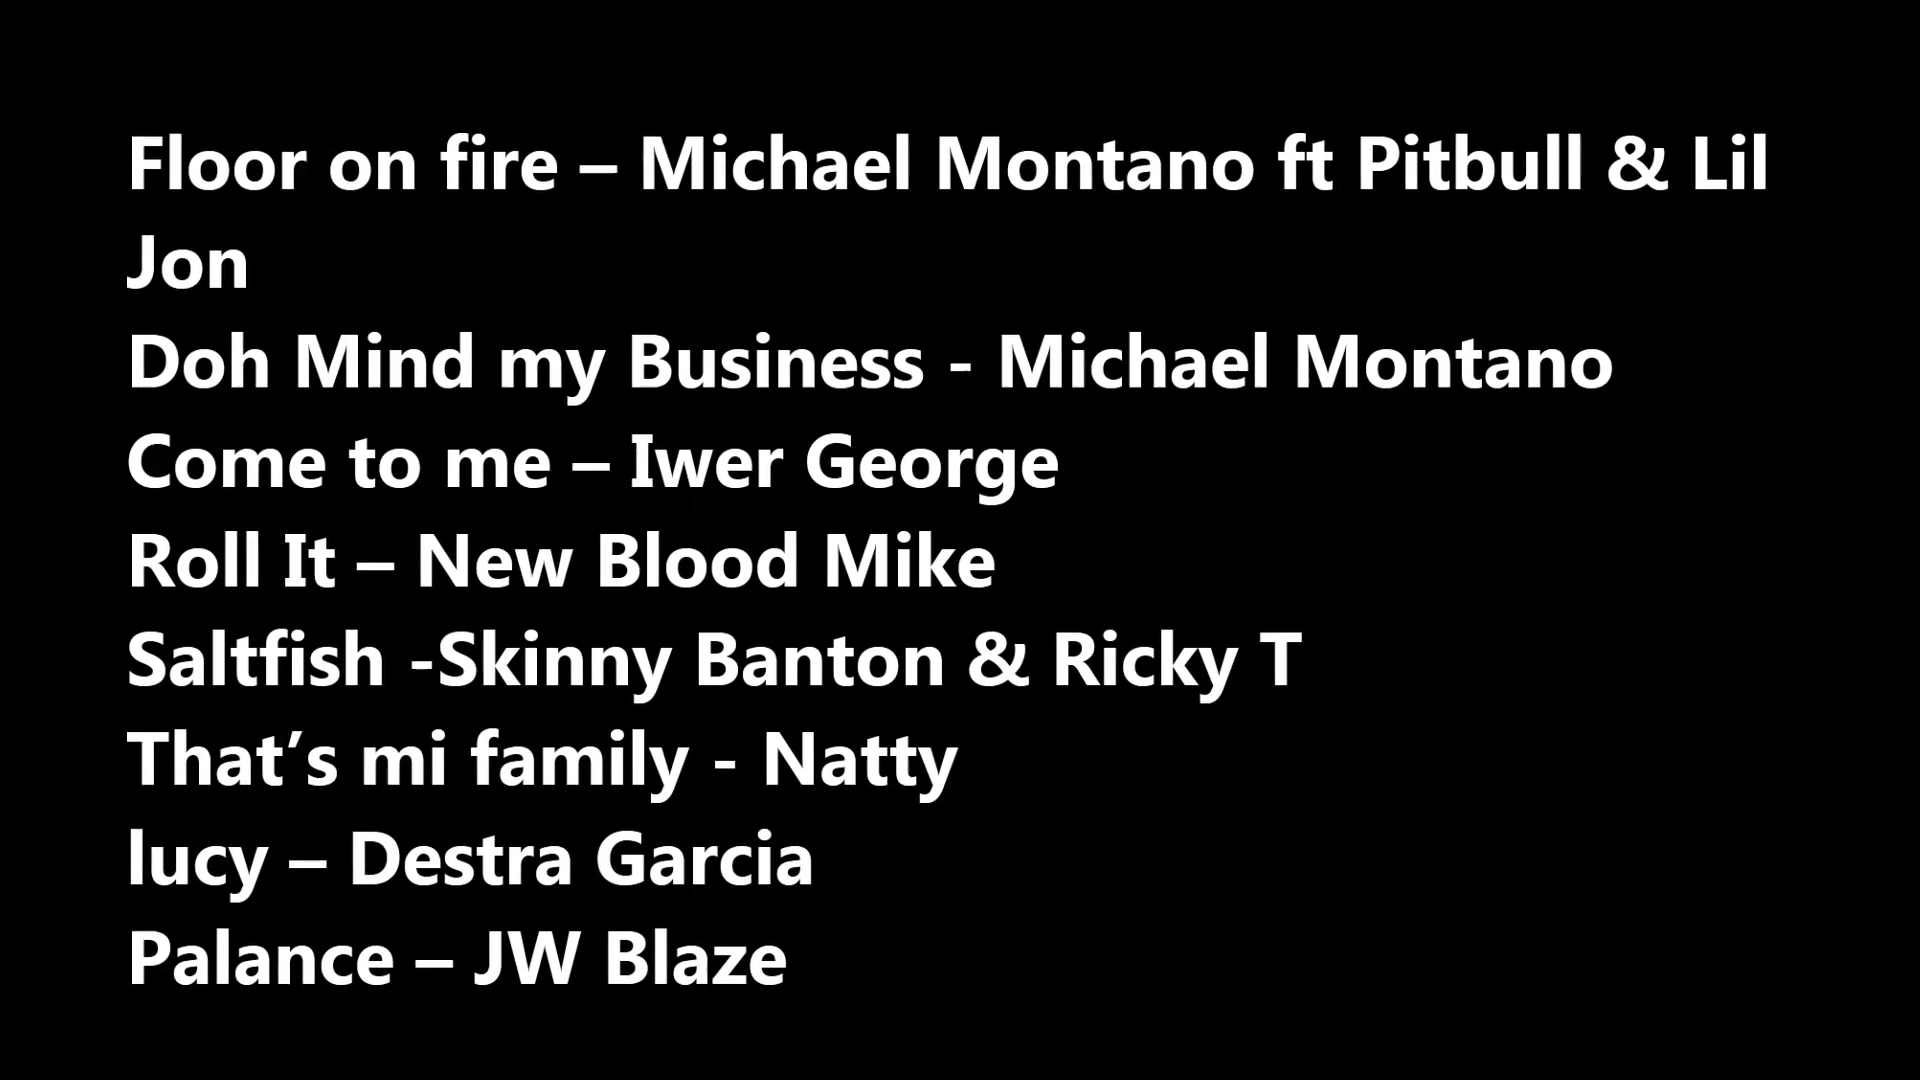 Floor on fire – Michael Montano ft Pitbull & Lil
Jon
Doh Mind my Business - Michael Montano
Come to me – Iwer George
Roll It – New Blood Mike
Saltfish -Skinny Banton & Ricky T
That’s mi family - Natty
lucy – Destra Garcia
Palance – JW Blaze